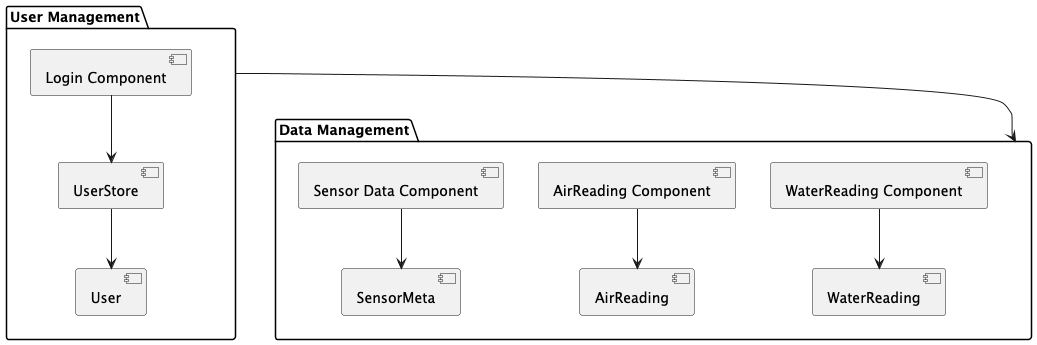 User Management
Login Component
UserStore
User
Data Management
Sensor Data Component
AirReading Component
WaterReading Component
SensorMeta
AirReading
WaterReading